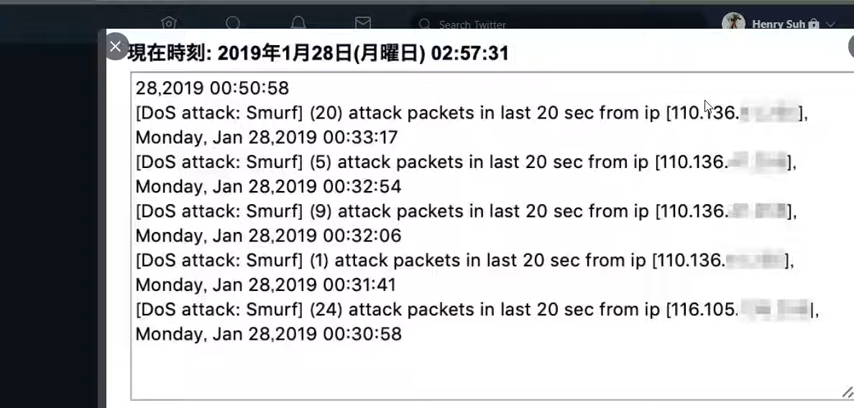 Search Twitter
Henry Suh
現在時刻: 2019年1月28日(月曜日) 02:57:31
28,2019 00:50:58
[DoS attack: Smurf] (20) attack packets in last 20 sec from ip [110.136. ],
Monday, Jan 28,2019 00:33:17
[DoS attack: Smurf] (5) attack packets in last 20 sec from ip [110.136. ],
Monday, Jan 28,2019 00:32:54
[DoS attack: Smurf] (9) attack packets in last 20 sec from ip [110.136. ],
Monday, Jan 28,2019 00:32:06
[DoS attack: Smurf] (1) attack packets in last 20 sec from ip [110.136. ],
Monday, Jan 28,2019 00:31:41
[DoS attack: Smurf] (24) attack packets in last 20 sec from ip [116.105. ],
Monday, Jan 28,2019 00:30:58